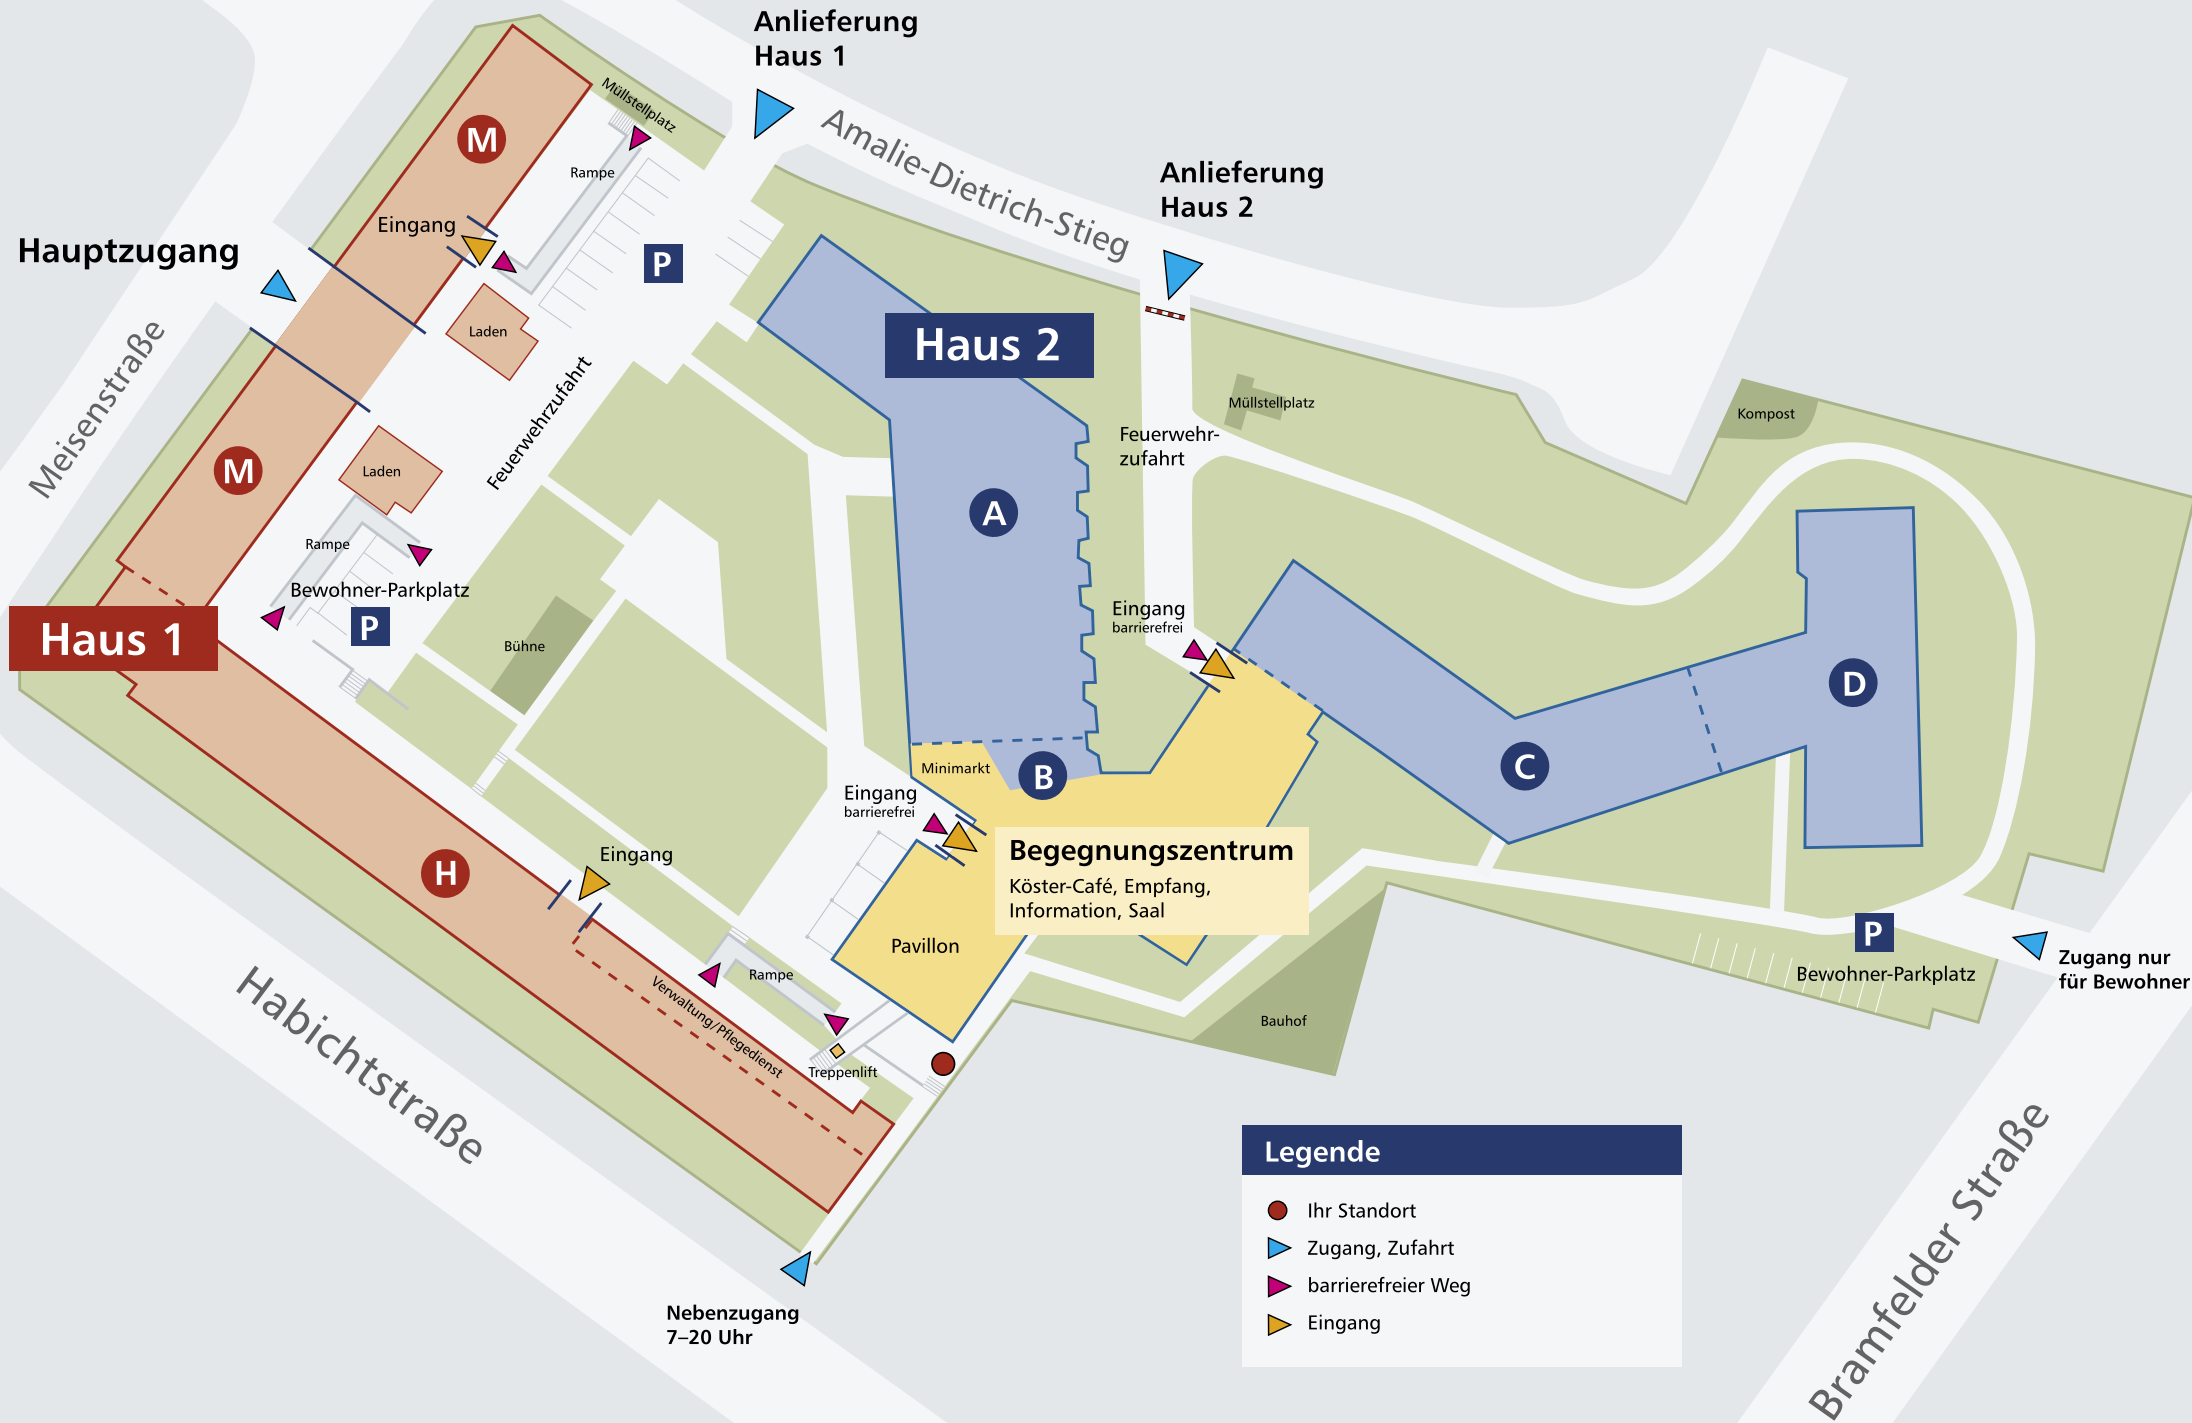 Anlieferung
Haus 1
Müllstellplatz
M
Rampe
Amalie-Dietrich-Stieg
Anlieferung
Haus 2
Eingang
Hauptzugang
P
Laden
Haus 2
Meisenstraße
Feuerwehrzufahrt
Müllstellplatz
Kompost
Feuerwehr-
zufahrt
M
Laden
A
Rampe
Bewohner-Parkplatz
P
Haus 1
Bühne
Eingang
barrierefrei
D
C
Minimarkt
B
Eingang
barrierefrei
Eingang
H
Begegnungszentrum
Köster-Café, Empfang,
Information, Saal
Pavillon
P
Bewohner-Parkplatz
Zugang nur
für Bewohner
Rampe
Verwaltung/Pflegedienst
Treppenlift
Bauhof
Habichtstraße
Bramfelder Straße
Nebenzugang
7–20 Uhr
Legende
Ihr Standort
Zugang, Zufahrt
barrierefreier Weg
Eingang